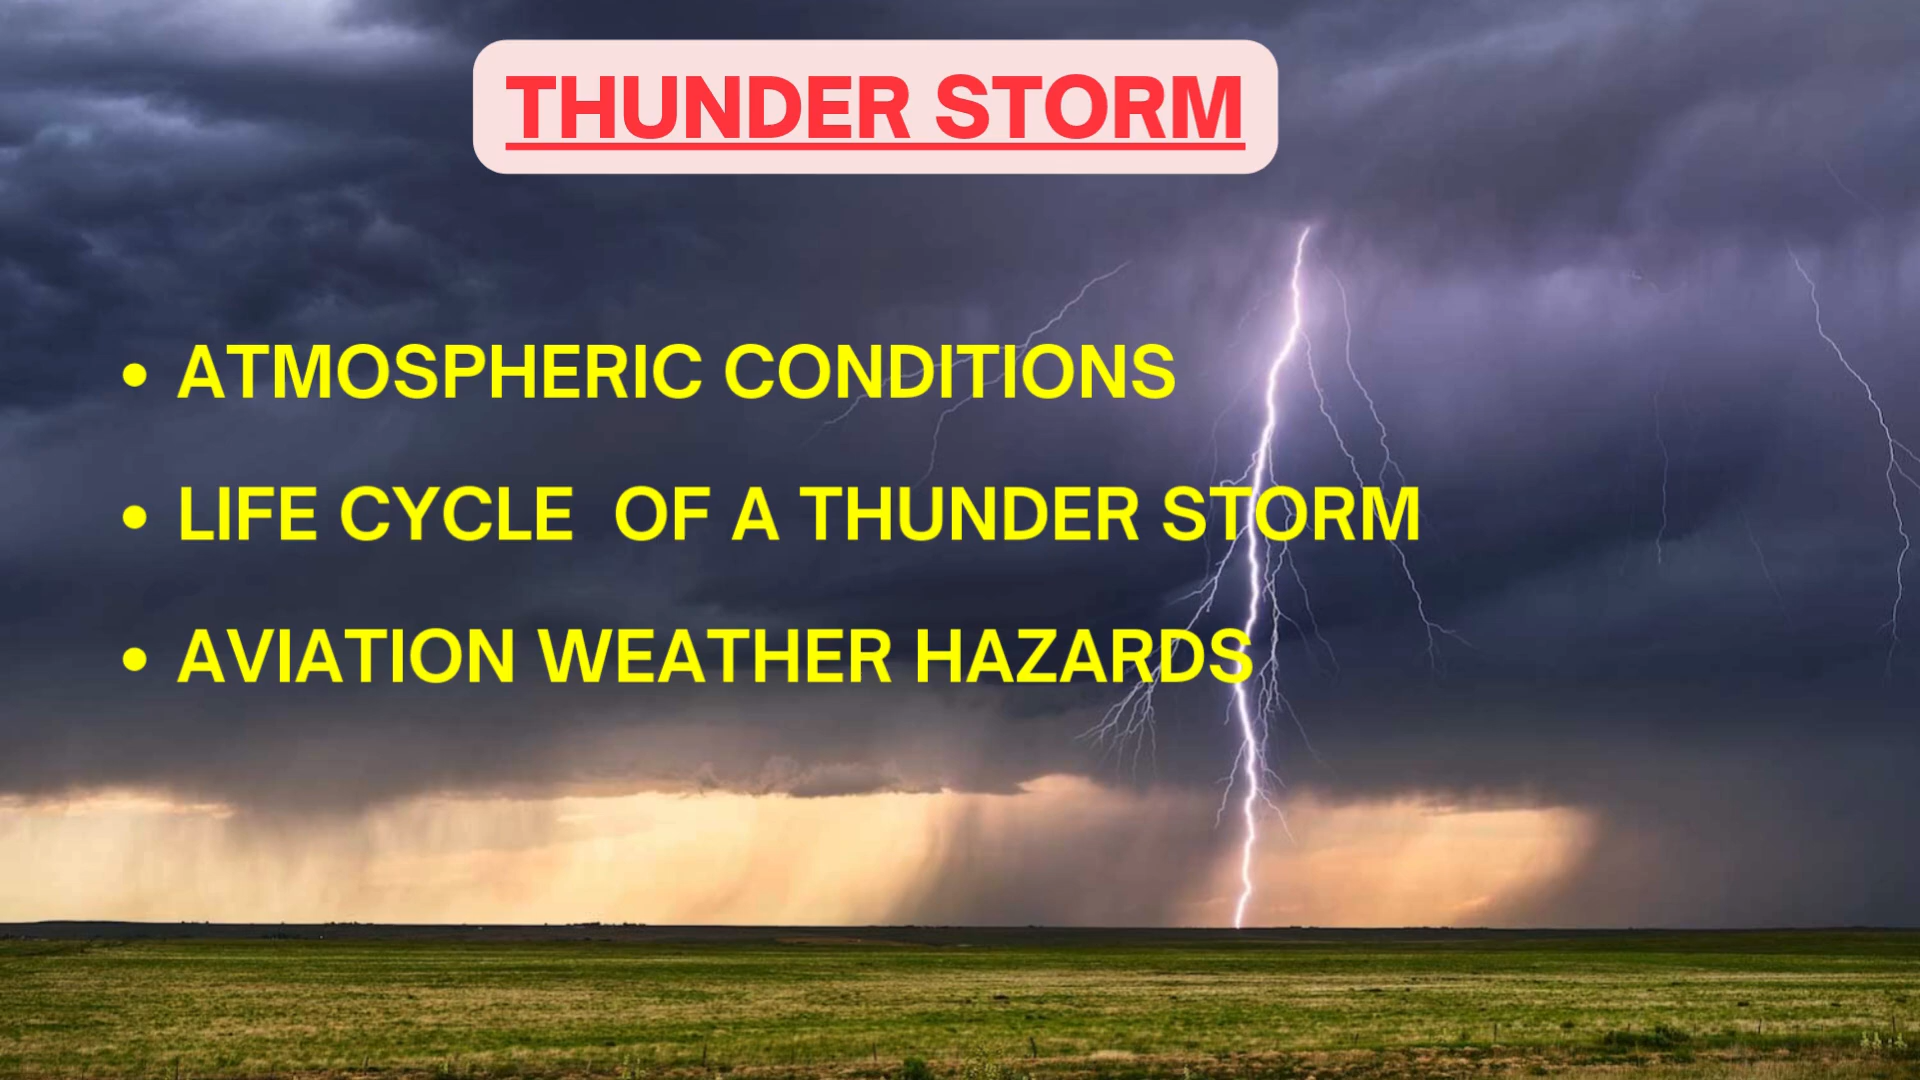 THUNDER STORM
• ATMOSPHERIC CONDITIONS
• LIFE CYCLE  OF A THUNDER STORM
• AVIATION WEATHER HAZARDS